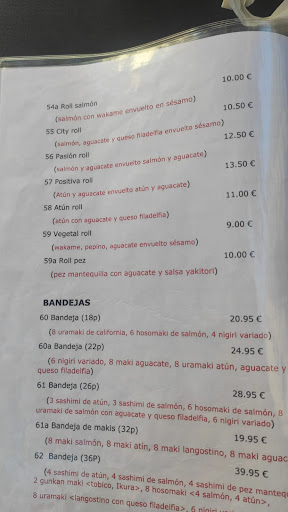 10.00 €
54a Roll salmón
(salmón con wakame envuelto en sésamo)
10.50 €
55 City roll
(salmón, aguacate y queso filadelfia envuelto sésamo)
12.50 €
56 Pasión roll
(salmón y aguacate envuelto salmón y aguacate)
13.50 €
57 Positiva roll
(Atún y aguacate envuelto atún y aguacate)
11.00 €
58 Atún roll
(atún con aguacate y queso filadelfia)
9.00 €
59 Vegetal roll
(wakame, pepino, aguacate envuelto sésamo)
10.00 €
59a Roll pez
(pez mantequilla con aguacate y salsa yakitori)
BANDEJAS
60 Bandeja (18p) 20.95 €
(8 uramaki de california, 6 hosomaki de salmón, 4 nigiri variado)
60a Bandeja (22p) 24.95 €
(6 nigiri variado, 8 maki aguacate, 8 uramaki atún, aguacate y
queso filadelfia)
61 Bandeja (26p) 28.95 €
(3 sashimi de atún, 3 sashimi de salmón, 6 hosomaki de salmón, 8
uramaki de salmón con aguacate y queso filadelfia, 6 nigiri variado)
61a Bandeja de makis (32p) 19.95 €
(8 maki salmón, 8 maki atín, 8 maki langostino, 8 maki aguac
62 Bandeja (36P) 39.95 €
(4 sashimi de atún, 4 sashimi de salmón, 4 sashimi de pez mantequ
2 gunkan maki <tobico, Ikura>, 8 hosomaki <4 salmón, 4 atún>,
8 uramaki <langostino con queso filadelfia>, 6 nigiri